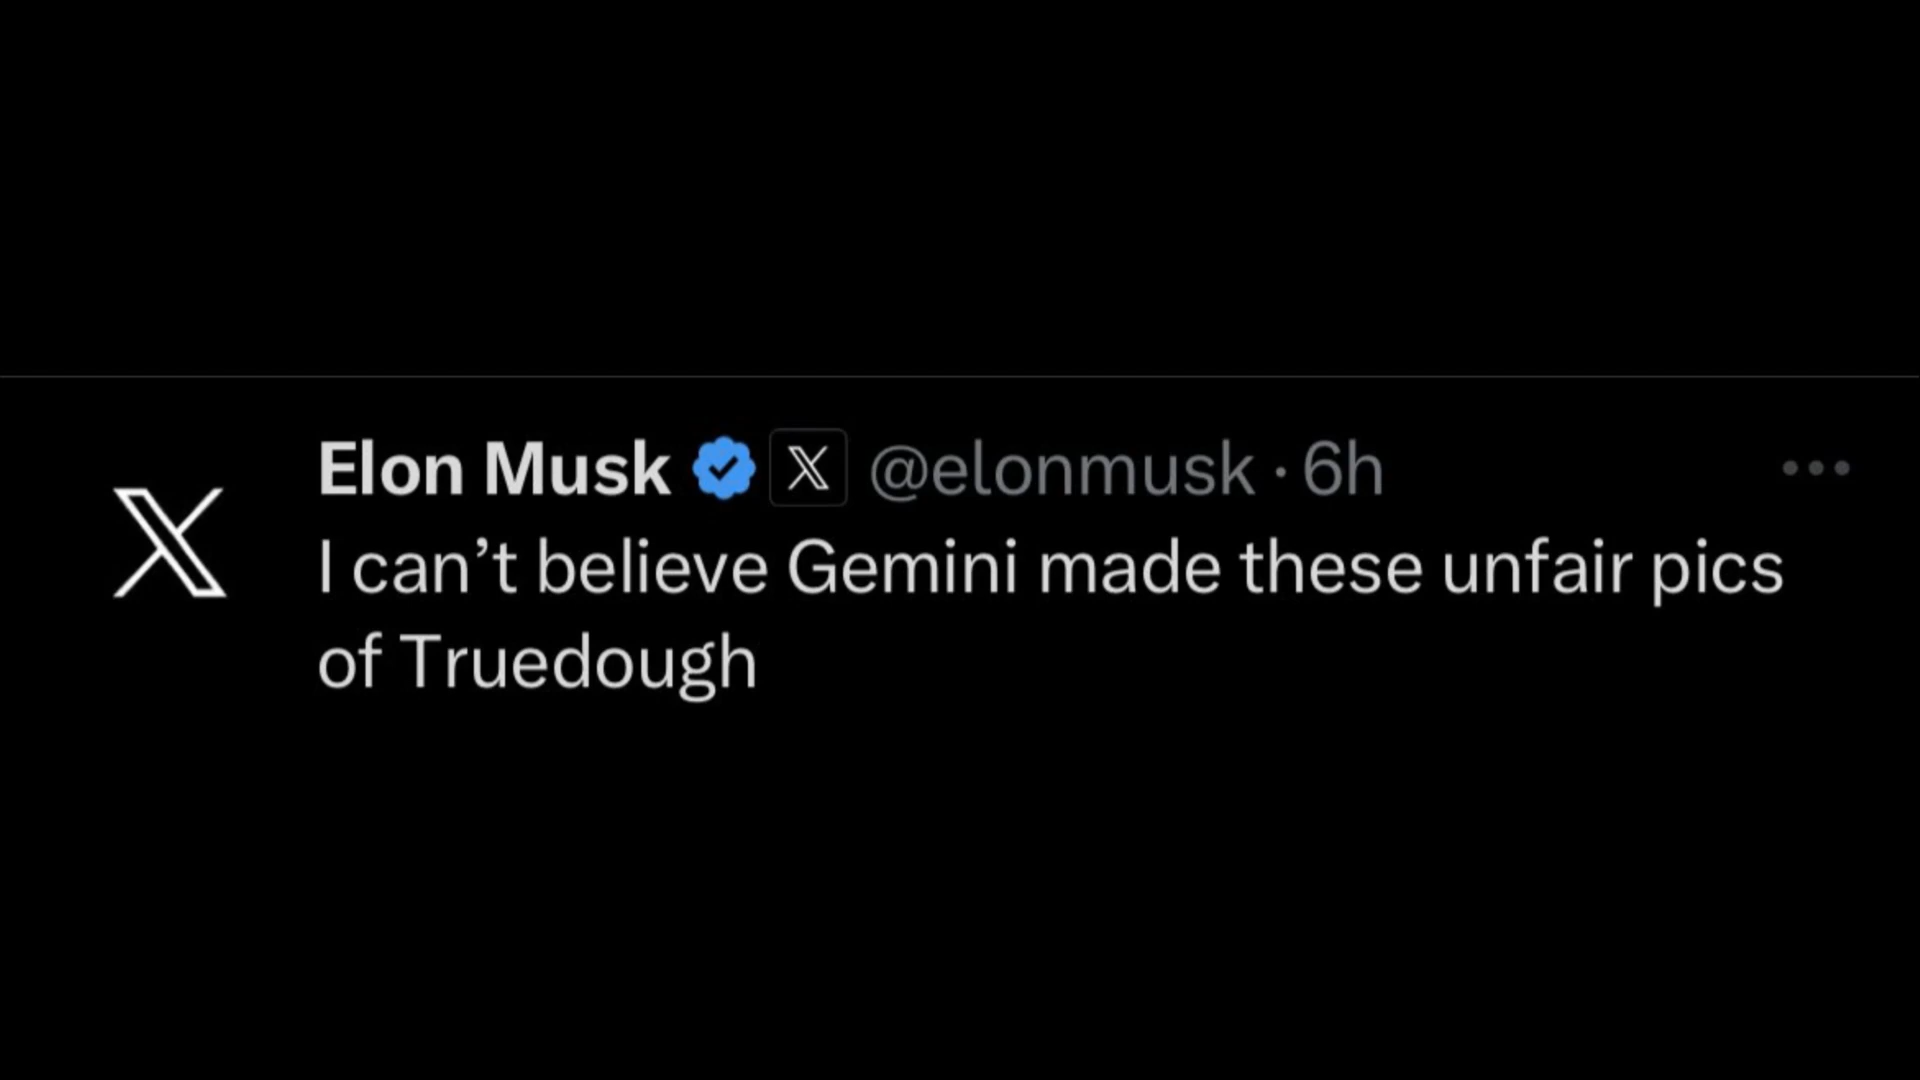 Elon Musk @elonmusk · 6h
I can’t believe Gemini made these unfair pics
of Truedough